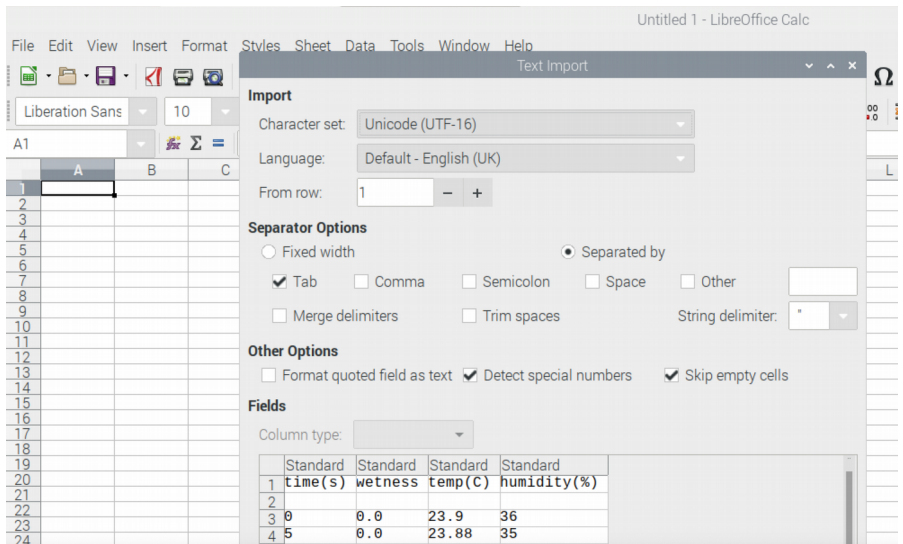 Untitled 1 - LibreOffice Calc
File Edit View Insert Format Styles Sheet Data Tools Window Help
Text Import
Liberation Sans 10
A1
A B C L
Import
Character set: Unicode (UTF-16)
Language: Default - English (UK)
From row: 1
Separator Options
Fixed width Separated by
Tab Comma Semicolon Space Other
Merge delimiters Trim spaces String delimiter: "
Other Options
Format quoted field as text Detect special numbers Skip empty cells
Fields
Column type:
Standard Standard Standard Standard
1 time(s) wetness temp(C) humidity(%)
2
3 0 0.0 23.9 36
4 5 0.0 23.88 35
1
2
3
4
5
6
7
8
9
10
11
12
13
14
15
16
17
18
19
20
21
22
23
24